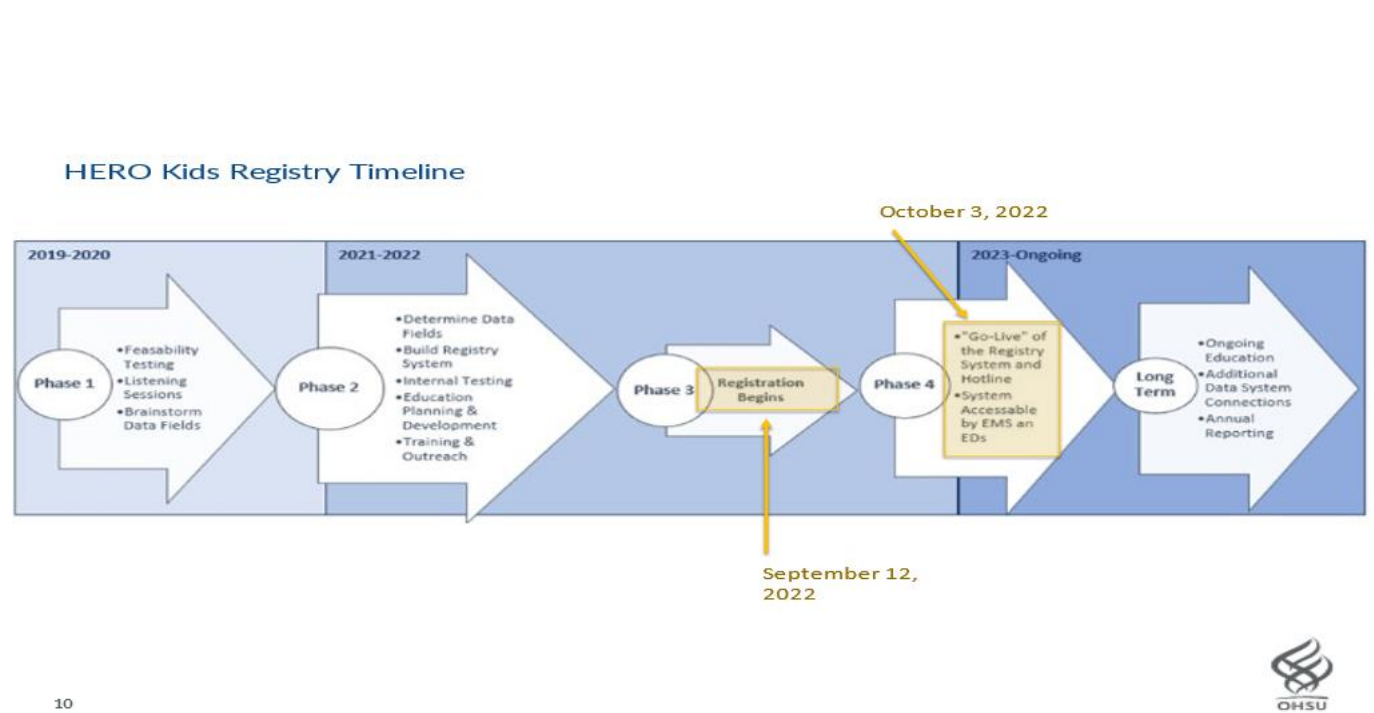 HERO Kids Registry Timeline
October 3, 2022
2019-2020
2021-2022
2023-Ongoing
Phase 1
•Feasability
Testing
•Listening
Sessions
•Brainstorm
Data Fields
Phase 2
•Determine Data
Fields
•Build Registry
System
•Internal Testing
•Education
Planning &
Development
•Training &
Outreach
Phase 3
Registration
Begins
Phase 4
•"Go-Live" of
the Registry
System and
Hotline
•System
Accessable
by EMS an
EDs
Long
Term
•Ongoing
Education
•Additional
Data System
Connections
•Annual
Reporting
September 12,
2022
10
OHSU